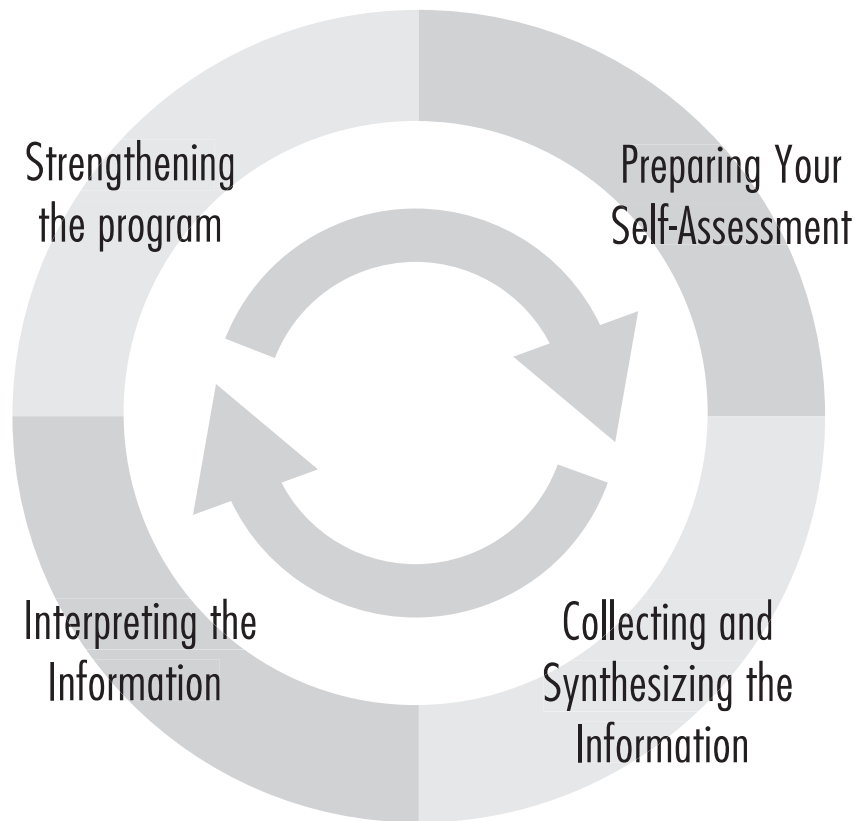 Strengthening
the program
Preparing Your
Self-Assessment
Interpreting the
Information
Collecting and
Synthesizing the
Information